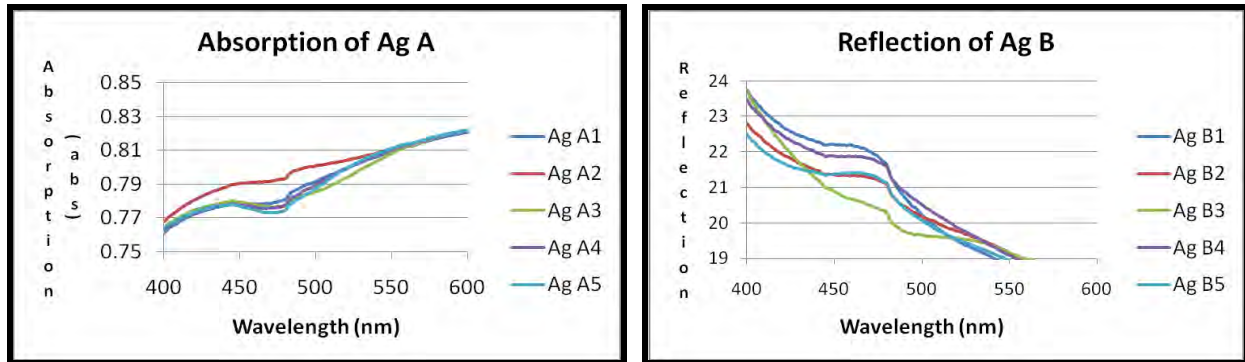 Absorption of Ag A
Absorption (abs)
0.85
0.83
0.81
0.79
0.77
0.75
400 450 500 550 600
Wavelength (nm)
Ag A1
Ag A2
Ag A3
Ag A4
Ag A5
Reflection of Ag B
Reflection
24
23
22
21
20
19
400 450 500 550 600
Wavelength (nm)
Ag B1
Ag B2
Ag B3
Ag B4
Ag B5